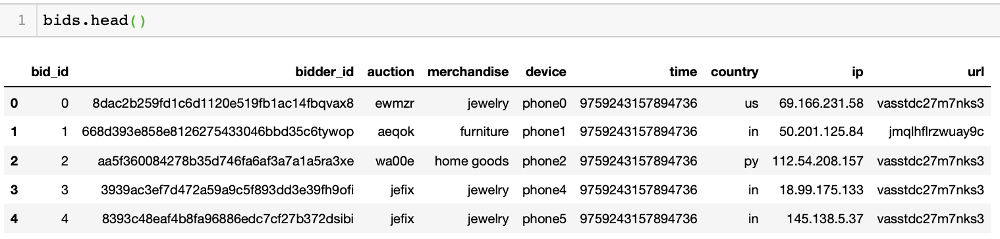 1 bids.head()
bid_id bidder_id auction merchandise device time country ip url
0 0 8dac2b259fd1c6d1120e519fb1ac14fbqvax8 ewmzr jewelry phone0 9759243157894736 us 69.166.231.58 vasstdc27m7nks3
1 1 668d393e858e8126275433046bbd35c6tywop aeqok furniture phone1 9759243157894736 in 50.201.125.84 jmqlhflrzwuay9c
2 2 aa5f360084278b35d746fa6af3a7a1a5ra3xe wa00e home goods phone2 9759243157894736 py 112.54.208.157 vasstdc27m7nks3
3 3 3939ac3ef7d472a59a9c5f893dd3e39fh9ofi jefix jewelry phone4 9759243157894736 in 18.99.175.133 vasstdc27m7nks3
4 4 8393c48eaf4b8fa96886edc7cf27b372dsibi jefix jewelry phone5 9759243157894736 in 145.138.5.37 vasstdc27m7nks3